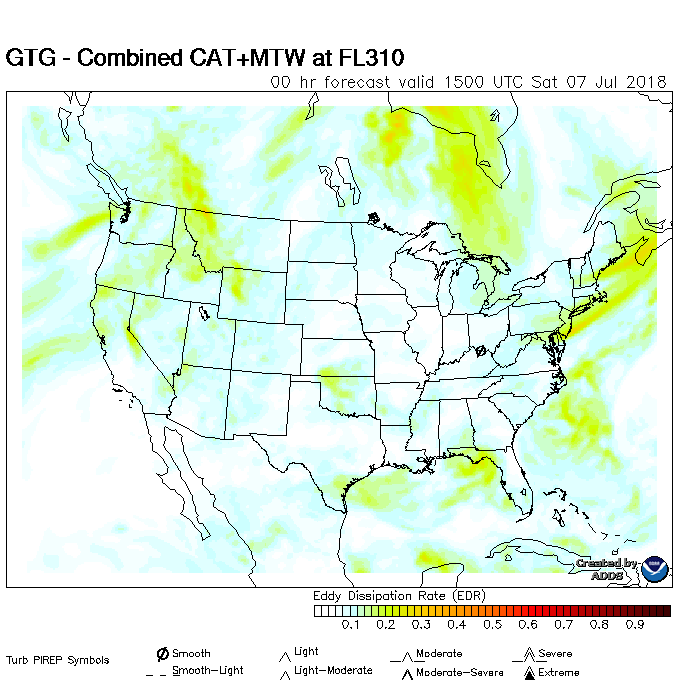 GTG - Combined CAT+MTW at FL310
00 hr forecast valid 1500 UTC Sat 07 Jul 2018
Created by
ADDS
Eddy Dissipation Rate (EDR)
0.1 0.2 0.3 0.4 0.5 0.6 0.7 0.8 0.9
Turb PIREP Symbols
Smooth Light Moderate Severe
Smooth-Light Light-Moderate Moderate-Severe Extreme